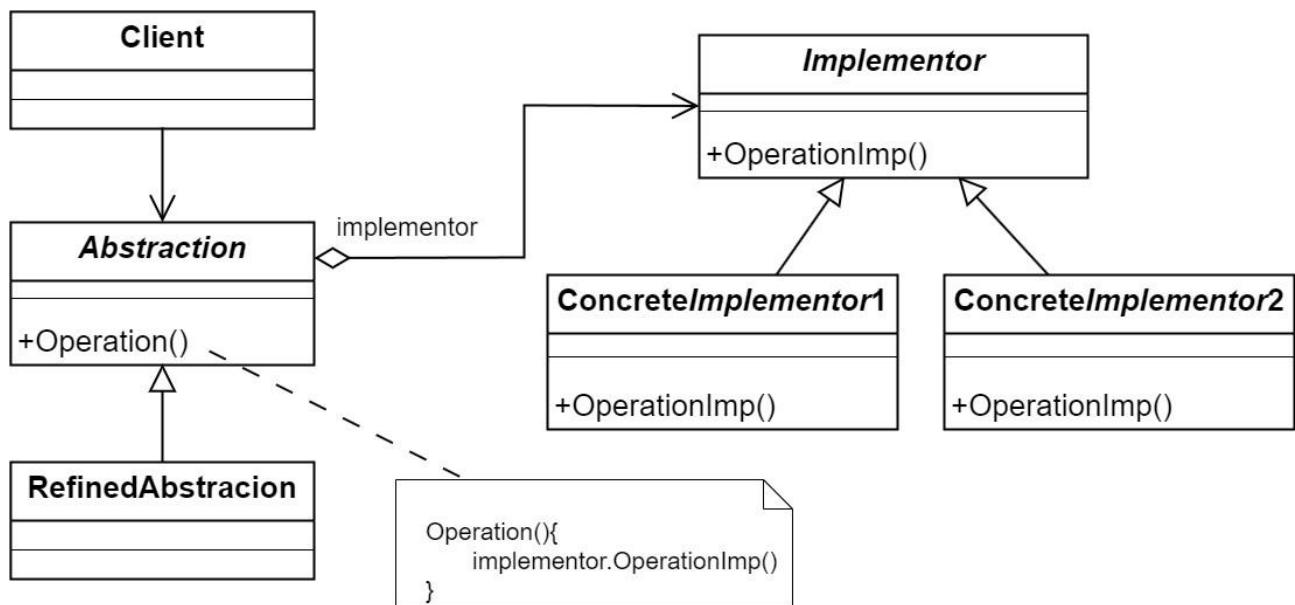 Client
Implementor
+OperationImp()
Abstraction
implementor
+Operation()
ConcreteImplementor1
+OperationImp()
ConcreteImplementor2
+OperationImp()
RefinedAbstracion
Operation(){
implementor.OperationImp()
}